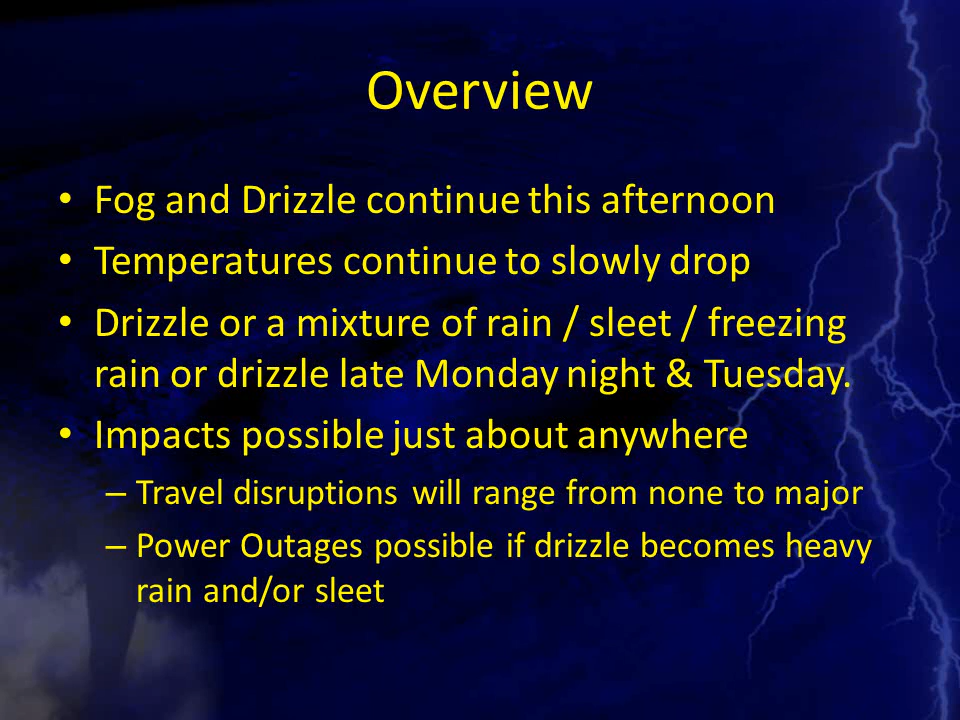 Overview
• Fog and Drizzle continue this afternoon
• Temperatures continue to slowly drop
• Drizzle or a mixture of rain / sleet / freezing
rain or drizzle late Monday night & Tuesday.
• Impacts possible just about anywhere
– Travel disruptions will range from none to major
– Power Outages possible if drizzle becomes heavy
rain and/or sleet